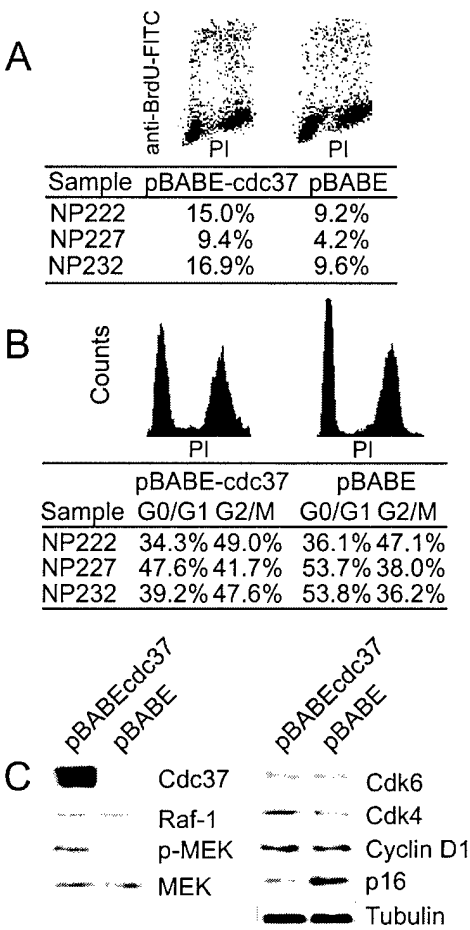 A
anti-BrdU-FITC
PI PI
Sample pBABE-cdc37 pBABE
NP222 15.0% 9.2%
NP227 9.4% 4.2%
NP232 16.9% 9.6%
B
Counts
PI PI
pBABE-cdc37 pBABE
Sample G0/G1 G2/M G0/G1 G2/M
NP222 34.3% 49.0% 36.1% 47.1%
NP227 47.6% 41.7% 53.7% 38.0%
NP232 39.2% 47.6% 53.8% 36.2%
C
pBABEcdc37
pBABE
Cdc37
Raf-1
p-MEK
MEK
pBABEcdc37
pBABE
Cdk6
Cdk4
Cyclin D1
p16
Tubulin